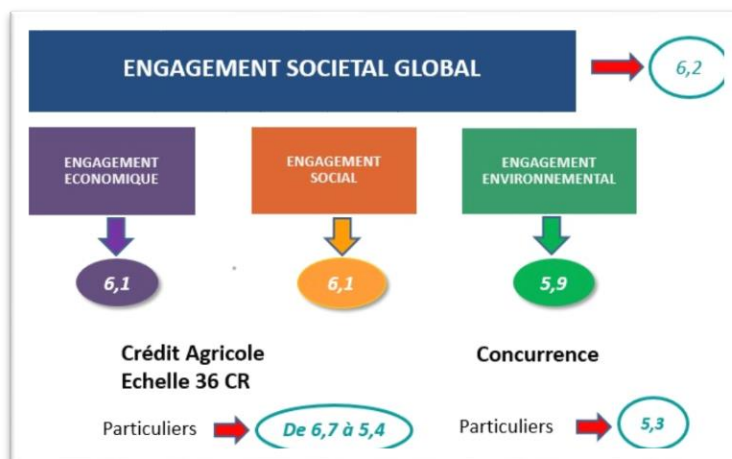 ENGAGEMENT SOCIETAL GLOBAL
6,2
ENGAGEMENT
ECONOMIQUE
ENGAGEMENT
SOCIAL
ENGAGEMENT
ENVIRONNEMENTAL
6,1
6,1
5,9
Crédit Agricole
Echelle 36 CR
Concurrence
Particuliers
De 6,7 à 5,4
Particuliers
5,3